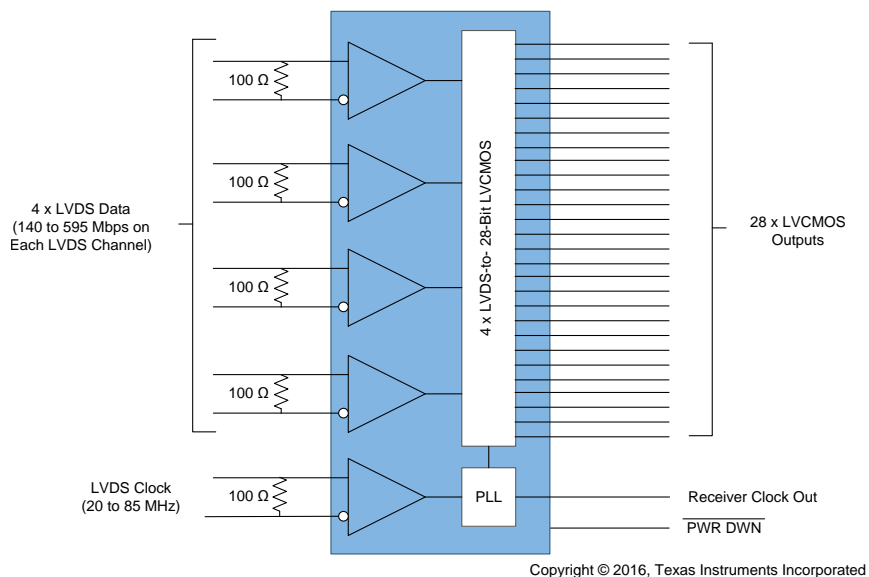 100 Ω
100 Ω
100 Ω
100 Ω
100 Ω
4 x LVDS Data
(140 to 595 Mbps on
Each LVDS Channel)
LVDS Clock
(20 to 85 MHz)
4 x LVDS-to- 28-Bit LVCMOS
PLL
28 x LVCMOS
Outputs
Receiver Clock Out
PWR DWN
Copyright © 2016, Texas Instruments Incorporated